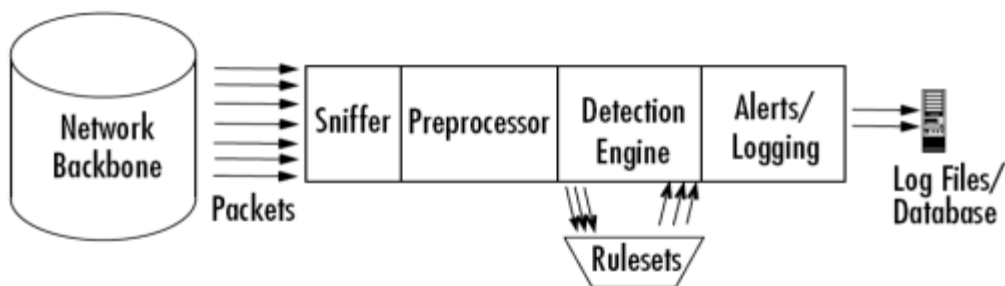 Network
Backbone
Packets
Sniffer
Preprocessor
Detection
Engine
Alerts/
Logging
Rulesets
Log Files/
Database